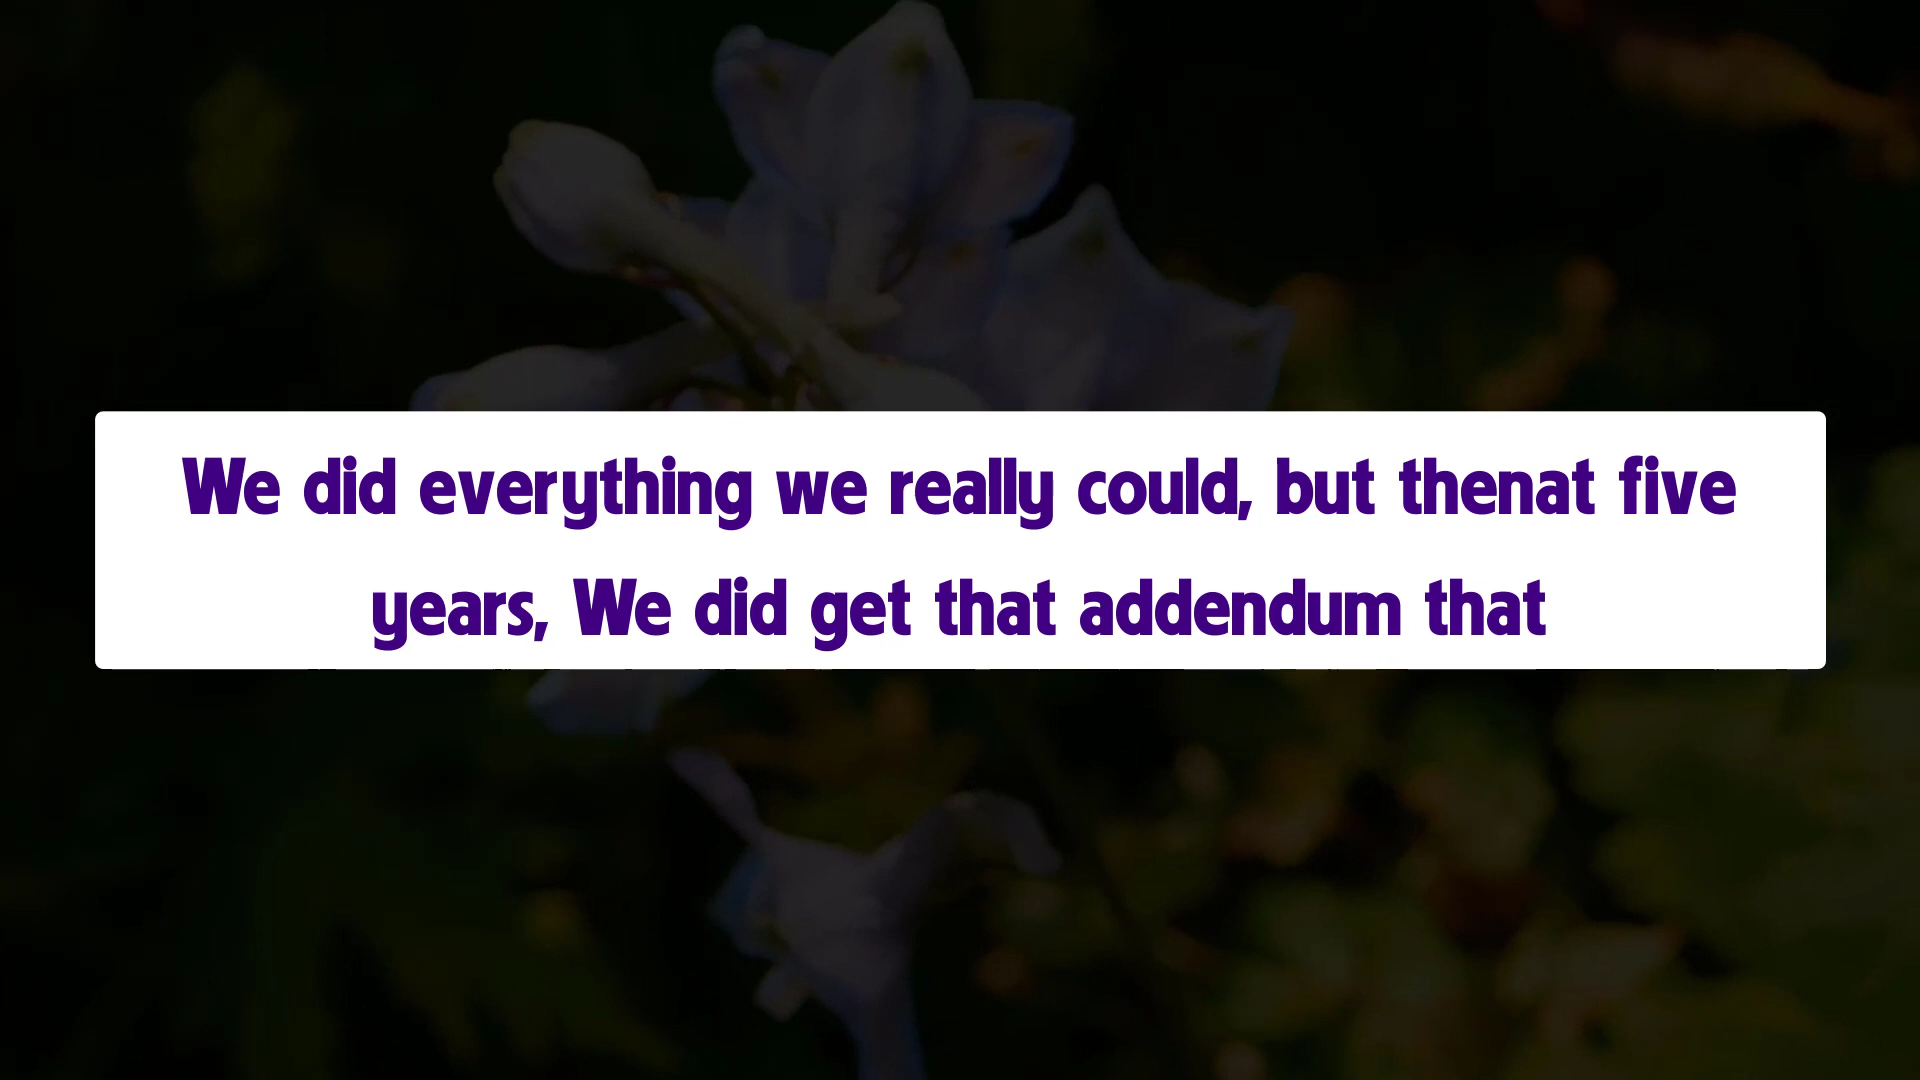 We did everything we really could, but thenat five
years, We did get that addendum that